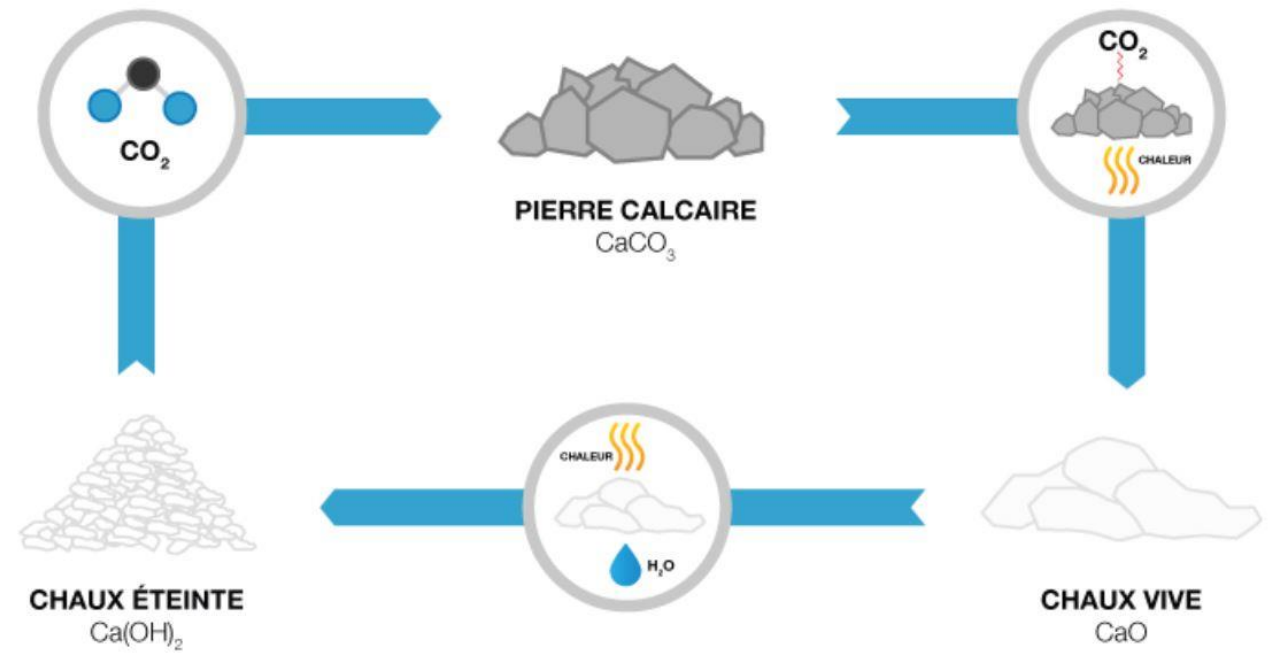 CO₂
PIERRE CALCAIRE
CaCO₃
CO₂
CHALEUR
CHALEUR
H₂O
CHAUX ÉTEINTE
Ca(OH)₂
CHAUX VIVE
CaO